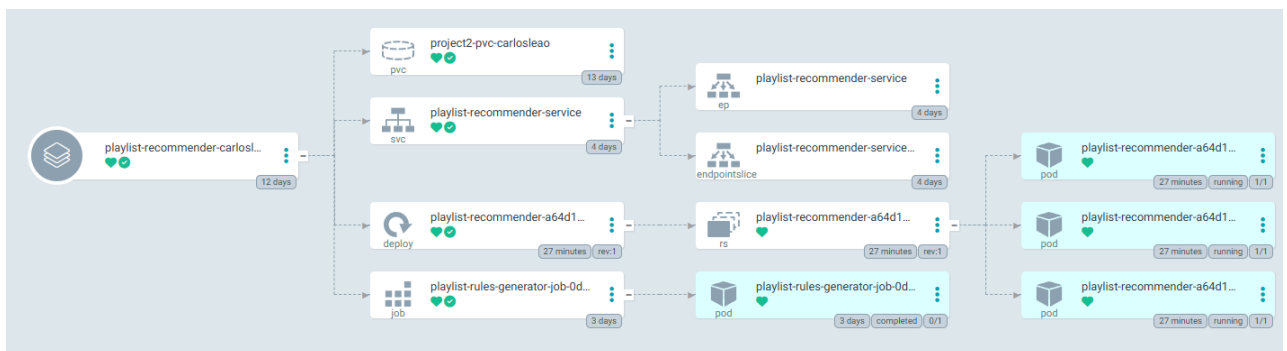 project2-pvc-carlosleao
pvc
13 days
playlist-recommender-service
ep
4 days
playlist-recommender-service
svc
4 days
playlist-recommender-carlosl...
12 days
playlist-recommender-service...
endpointslice
4 days
playlist-recommender-a64d1...
pod
27 minutes running 1/1
playlist-recommender-a64d1...
deploy
27 minutes rev:1
playlist-recommender-a64d1...
rs
27 minutes rev:1
playlist-recommender-a64d1...
pod
27 minutes running 1/1
playlist-rules-generator-job-0d...
job
3 days
playlist-rules-generator-job-0d...
pod
3 days completed 0/1
playlist-recommender-a64d1...
pod
27 minutes running 1/1